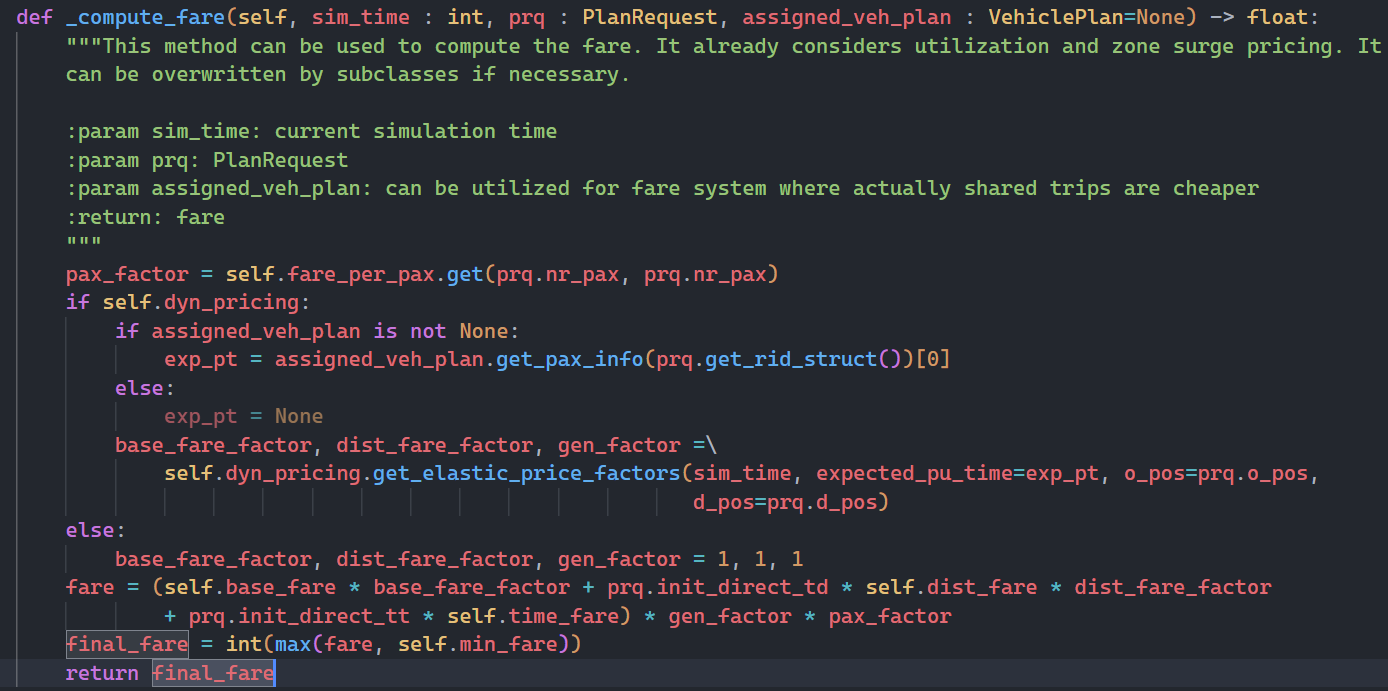 def _compute_fare(self, sim_time : int, prq : PlanRequest, assigned_veh_plan : VehiclePlan=None) -> float:
    """This method can be used to compute the fare. It already considers utilization and zone surge pricing. It
    can be overwritten by subclasses if necessary.

    :param sim_time: current simulation time
    :param prq: PlanRequest
    :param assigned_veh_plan: can be utilized for fare system where actually shared trips are cheaper
    :return: fare
    """
    pax_factor = self.fare_per_pax.get(prq.nr_pax, prq.nr_pax)
    if self.dyn_pricing:
        if assigned_veh_plan is not None:
            exp_pt = assigned_veh_plan.get_pax_info(prq.get_rid_struct())[0]
        else:
            exp_pt = None
        base_fare_factor, dist_fare_factor, gen_factor =\
            self.dyn_pricing.get_elastic_price_factors(sim_time, expected_pu_time=exp_pt, o_pos=prq.o_pos,
                                                       d_pos=prq.d_pos)
    else:
        base_fare_factor, dist_fare_factor, gen_factor = 1, 1, 1
    fare = (self.base_fare * base_fare_factor + prq.init_direct_td * self.dist_fare * dist_fare_factor
            + prq.init_direct_tt * self.time_fare) * gen_factor * pax_factor
    final_fare = int(max(fare, self.min_fare))
    return final_fare